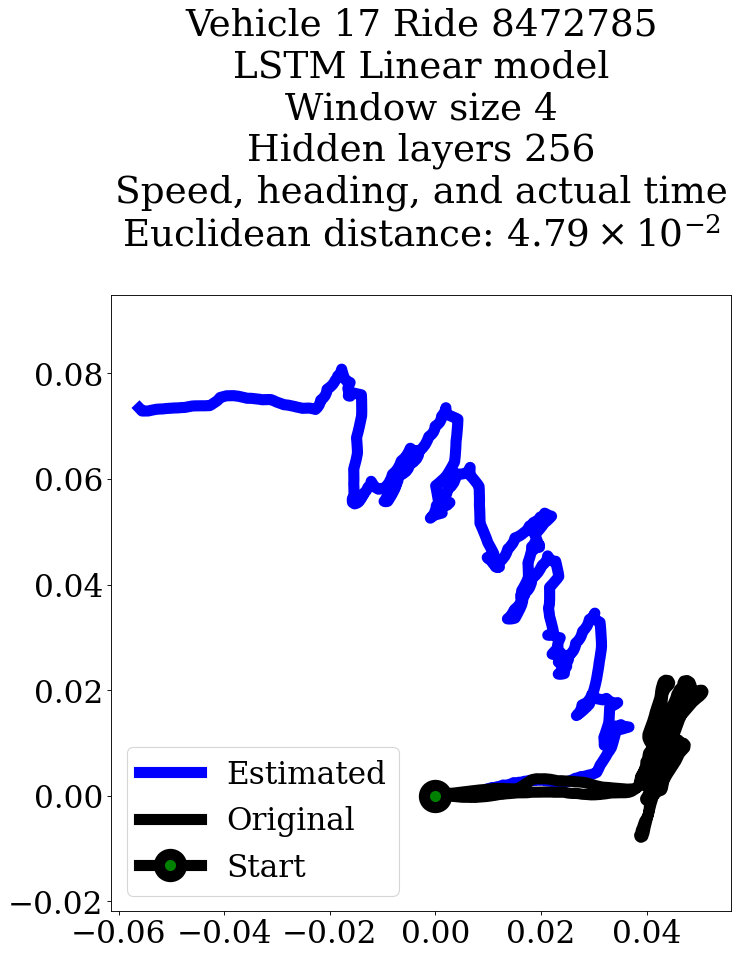 Vehicle 17 Ride 8472785
LSTM Linear model
Window size 4
Hidden layers 256
Speed, heading, and actual time
Euclidean distance: 4.79 × 10⁻²
0.08
0.06
0.04
0.02
0.00
−0.02
Estimated
Original
Start
−0.06 −0.04 −0.02 0.00 0.02 0.04